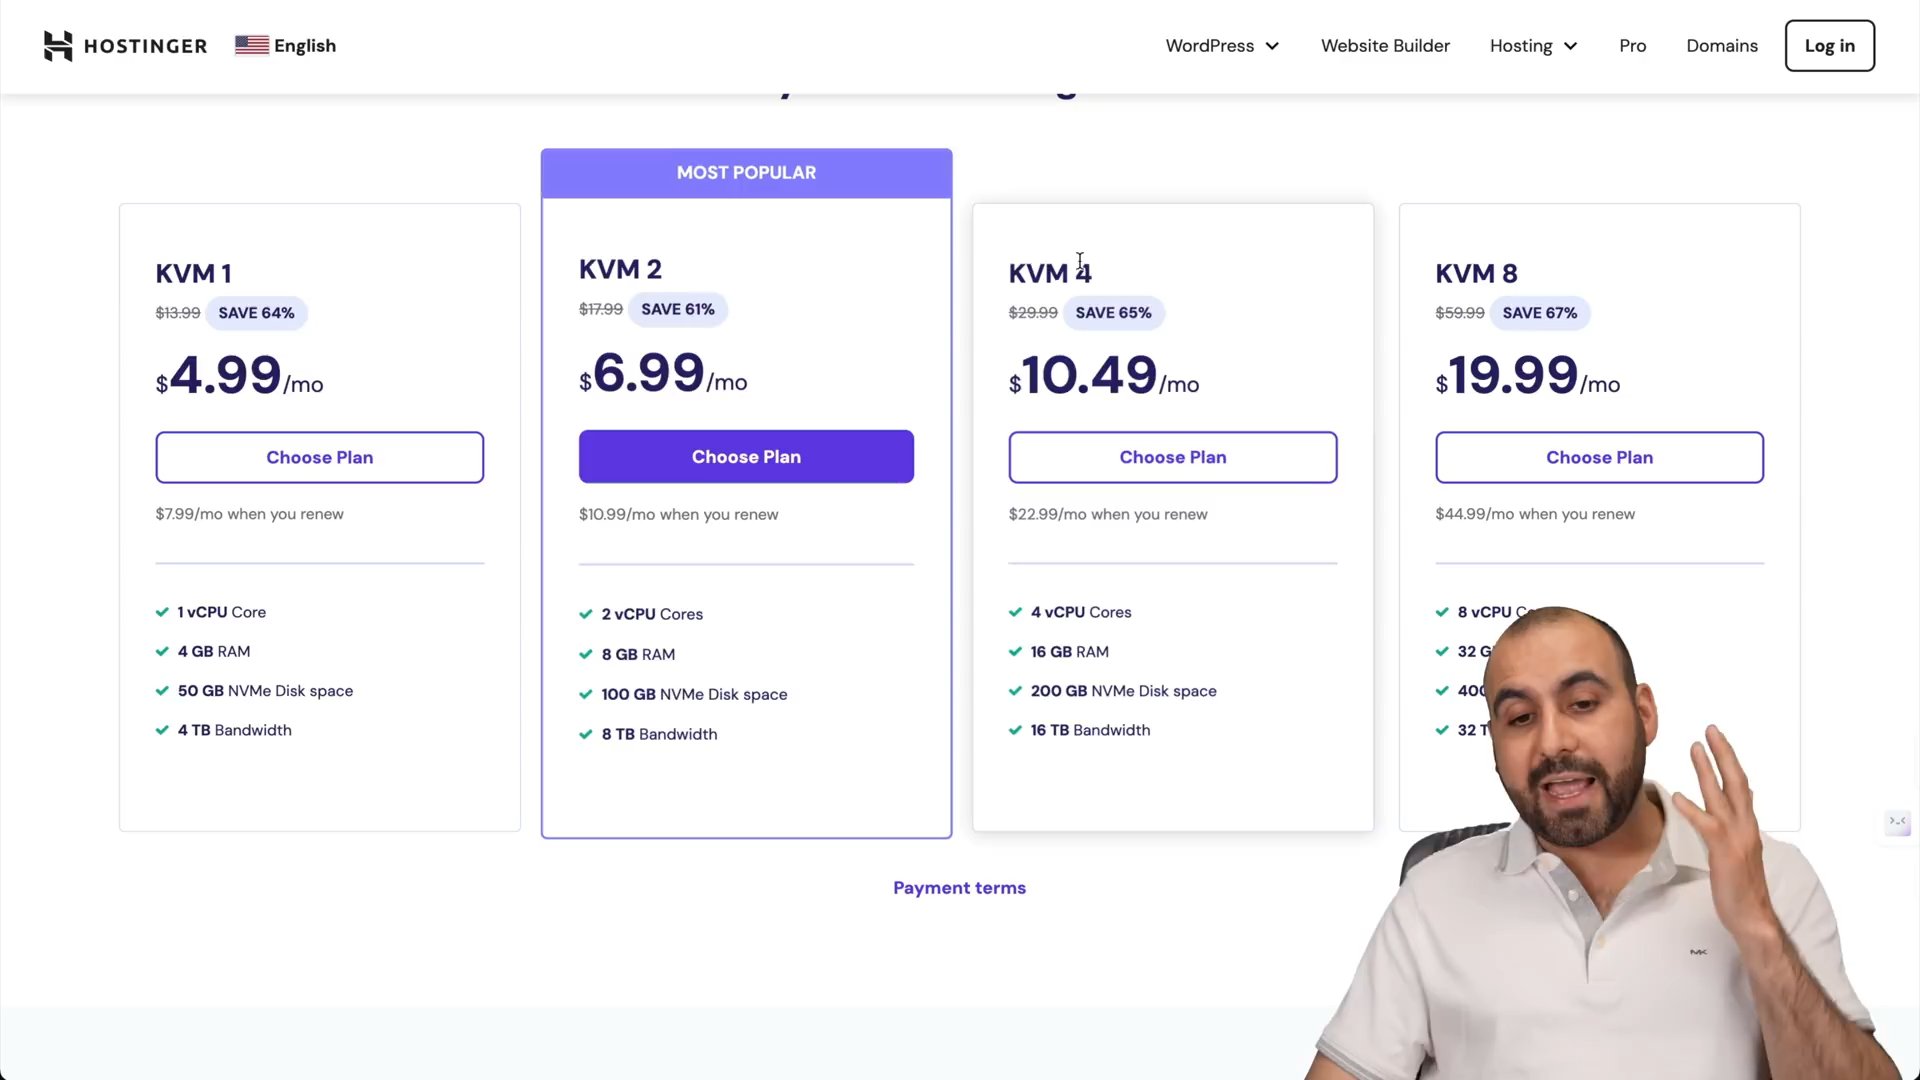 HOSTINGER English
WordPress Website Builder Hosting Pro Domains Log in
MOST POPULAR
KVM 1
$13.99 SAVE 64%
$4.99/mo
Choose Plan
$7.99/mo when you renew
1 vCPU Core
4 GB RAM
50 GB NVMe Disk space
4 TB Bandwidth
KVM 2
$17.99 SAVE 61%
$6.99/mo
Choose Plan
$10.99/mo when you renew
2 vCPU Cores
8 GB RAM
100 GB NVMe Disk space
8 TB Bandwidth
KVM 4
$29.99 SAVE 65%
$10.49/mo
Choose Plan
$22.99/mo when you renew
4 vCPU Cores
16 GB RAM
200 GB NVMe Disk space
16 TB Bandwidth
KVM 8
$59.99 SAVE 67%
$19.99/mo
Choose Plan
$44.99/mo when you renew
8 vCPU
32
400
32
Payment terms
MK